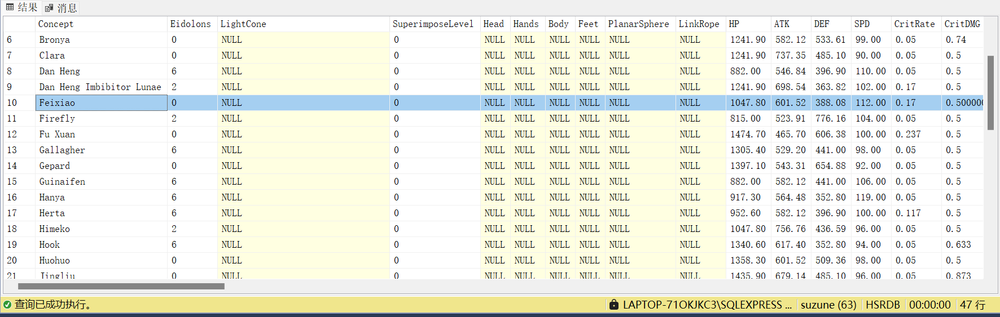 结果 消息
Concept Eidolons LightCone SuperimposeLevel Head Hands Body Feet PlanarSphere LinkRope HP ATK DEF SPD CritRate CritDMG
6 Bronya 0 NULL 0 NULL NULL NULL NULL NULL NULL 1241.90 582.12 533.61 99.00 0.05 0.74
7 Clara 0 NULL 0 NULL NULL NULL NULL NULL NULL 1241.90 737.35 485.10 90.00 0.05 0.5
8 Dan Heng 6 NULL 0 NULL NULL NULL NULL NULL NULL 882.00 546.84 396.90 110.00 0.05 0.5
9 Dan Heng Imbibitor Lunae 2 NULL 0 NULL NULL NULL NULL NULL NULL 1241.90 698.54 363.82 102.00 0.17 0.5
10 Feixiao 0 NULL 0 NULL NULL NULL NULL NULL NULL 1047.80 601.52 388.08 112.00 0.17 0.500000
11 Firefly 2 NULL 0 NULL NULL NULL NULL NULL NULL 815.00 523.91 776.16 104.00 0.05 0.5
12 Fu Xuan 0 NULL 0 NULL NULL NULL NULL NULL NULL 1474.70 465.70 606.38 100.00 0.237 0.5
13 Gallagher 6 NULL 0 NULL NULL NULL NULL NULL NULL 1305.40 529.20 441.00 98.00 0.05 0.5
14 Gepard 0 NULL 0 NULL NULL NULL NULL NULL NULL 1397.10 543.31 654.88 92.00 0.05 0.5
15 Guinaifen 6 NULL 0 NULL NULL NULL NULL NULL NULL 882.00 582.12 441.00 106.00 0.05 0.5
16 Hanya 6 NULL 0 NULL NULL NULL NULL NULL NULL 917.30 564.48 352.80 119.00 0.05 0.5
17 Herta 6 NULL 0 NULL NULL NULL NULL NULL NULL 952.60 582.12 396.90 100.00 0.117 0.5
18 Himeko 2 NULL 0 NULL NULL NULL NULL NULL NULL 1047.80 756.76 436.59 96.00 0.05 0.5
19 Hook 6 NULL 0 NULL NULL NULL NULL NULL NULL 1340.60 617.40 352.80 94.00 0.05 0.633
20 Huohuo 0 NULL 0 NULL NULL NULL NULL NULL NULL 1358.30 601.52 509.36 98.00 0.05 0.5
21 Jingliu 0 NULL 0 NULL NULL NULL NULL NULL NULL 1435.90 679.14 485.10 96.00 0.05 0.873
查询已成功执行。 LAPTOP-71OKJKC3\SQLEXPRESS ... suzune (63) HSRDB 00:00:00 47 行